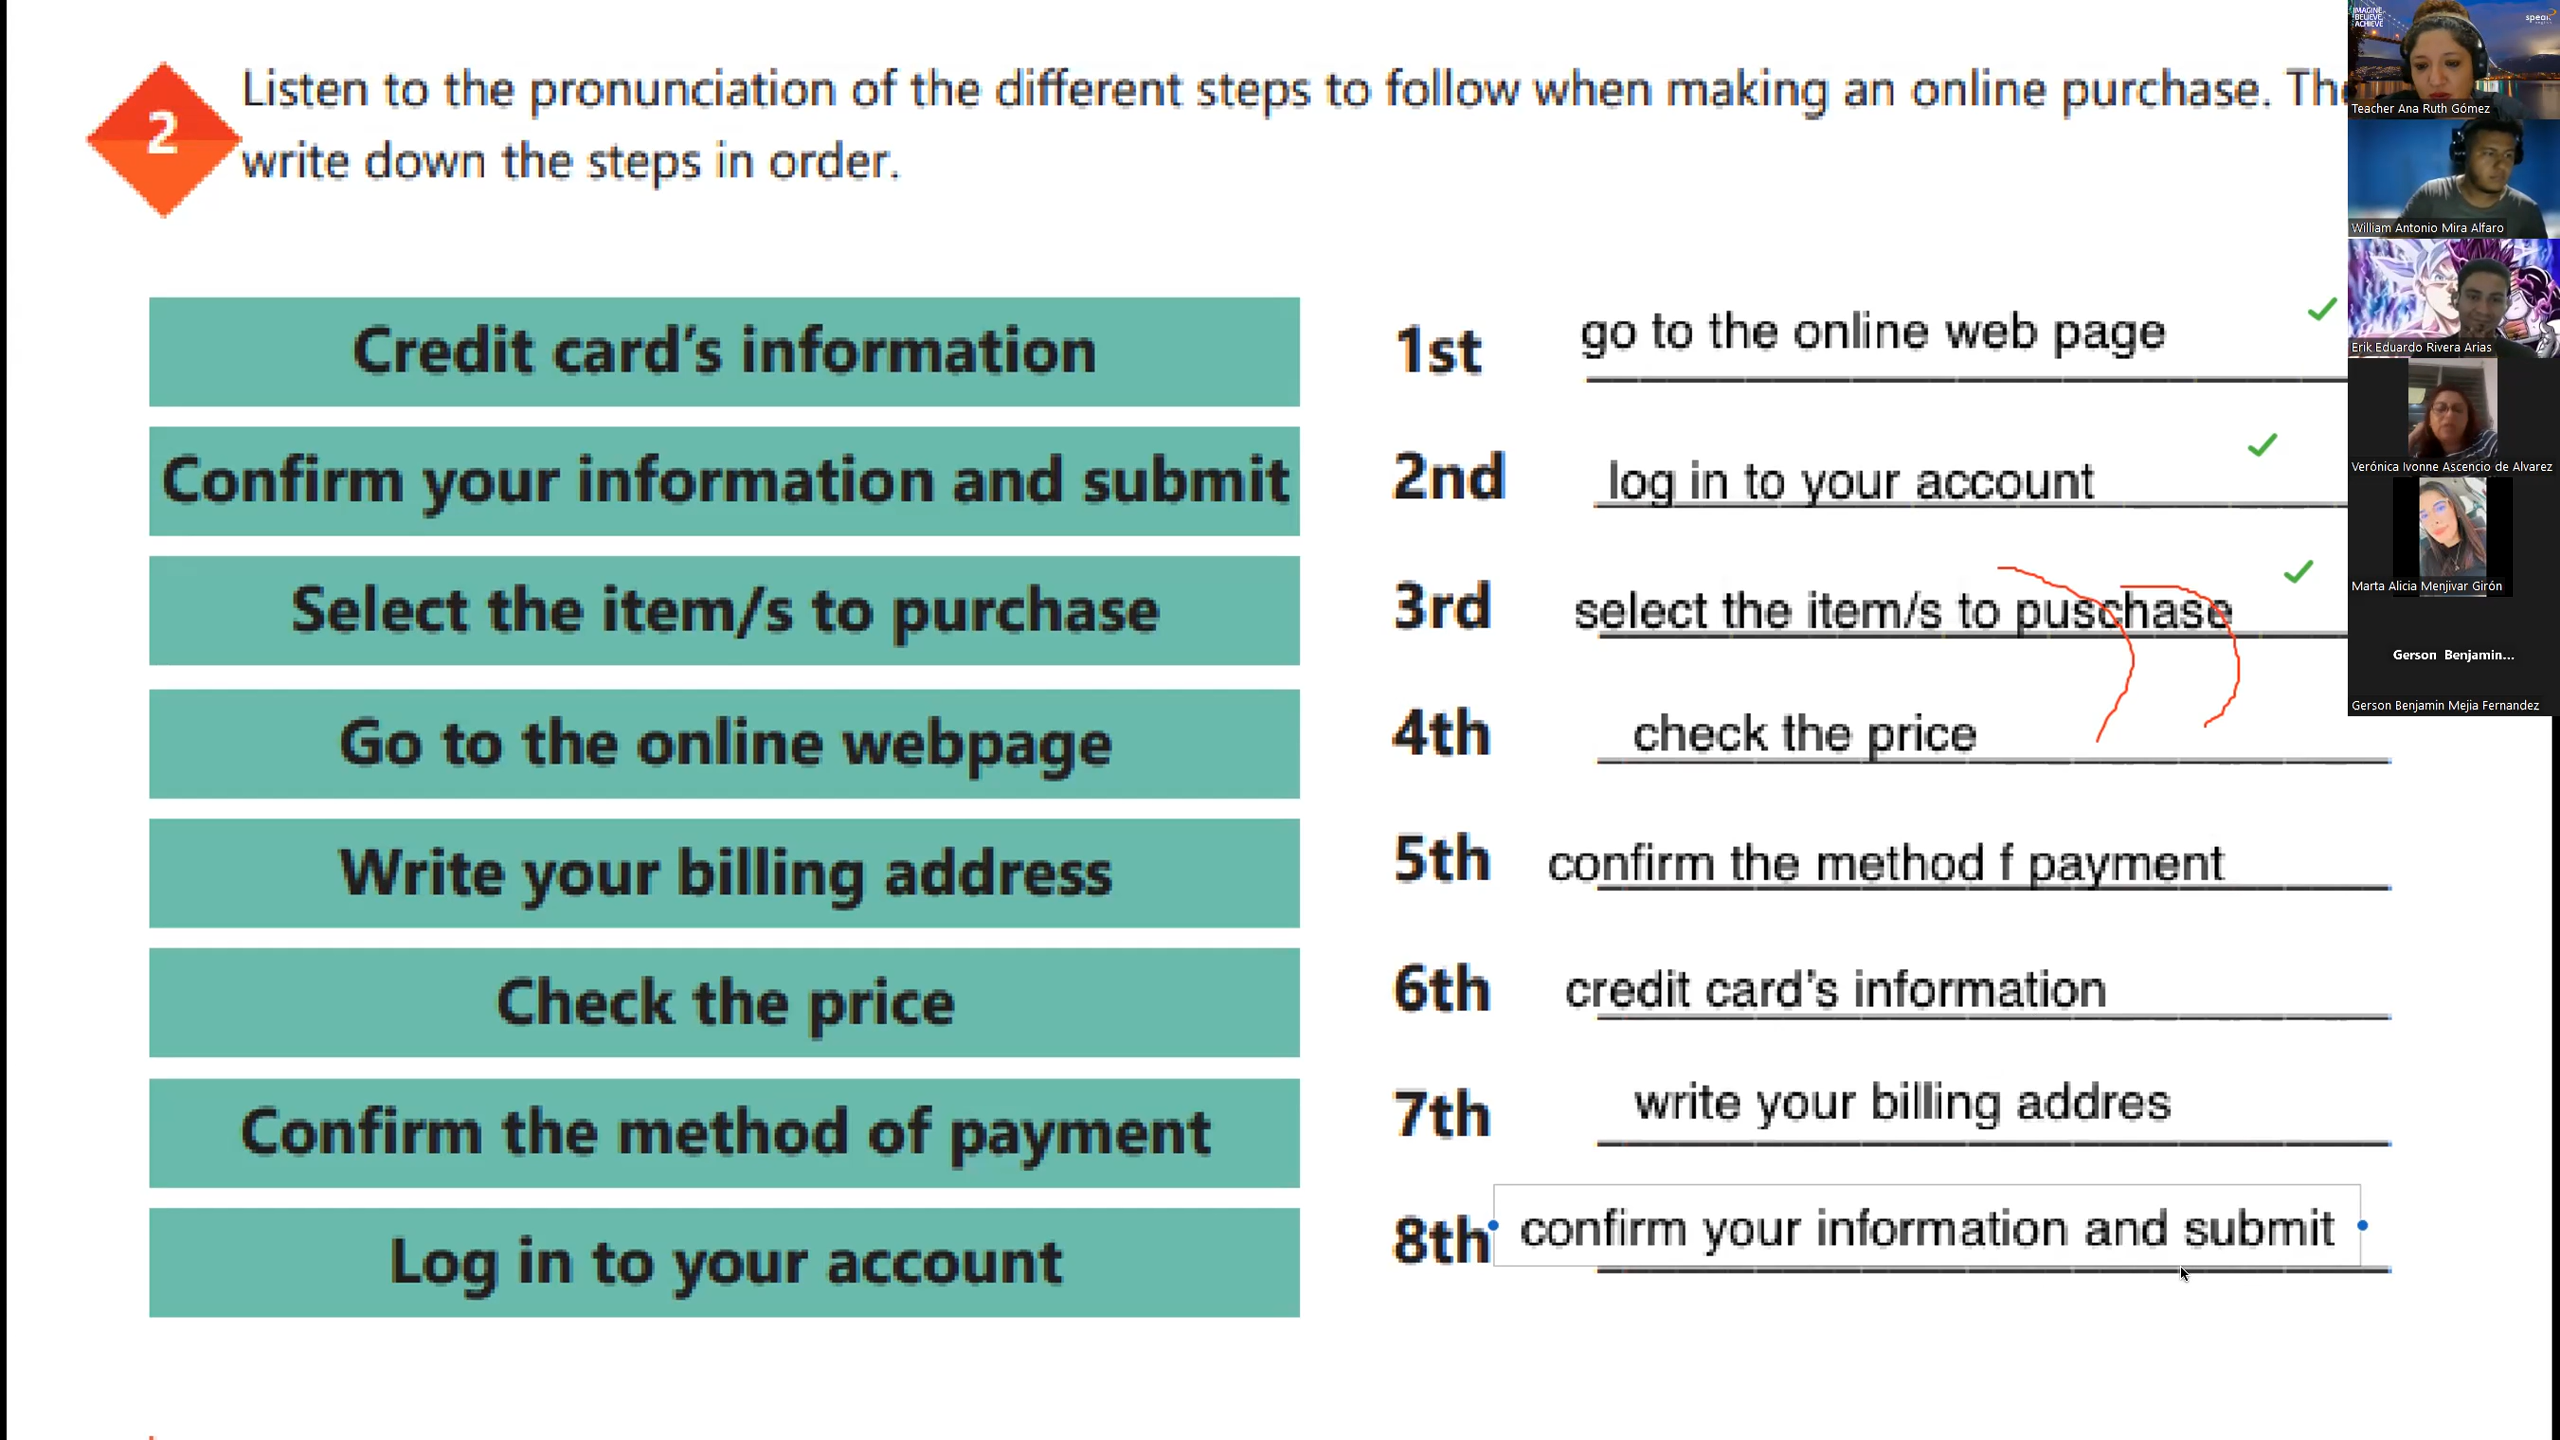 2
Listen to the pronunciation of the different steps to follow when making an online purchase.
write down the steps in order.
Credit card's information
Confirm your information and submit
Select the item/s to purchase
Go to the online webpage
Write your billing address
Check the price
Confirm the method of payment
Log in to your account
1st go to the online web page
2nd log in to your account
3rd select the item/s to puschase
4th check the price
5th confirm the method f payment
6th credit card's information
7th write your billing addres
8th confirm your information and submit
IMAGINE
BELIEVE
ACHIEVE
Teacher Ana Ruth Gómez
William Antonio Mira Alfaro
Erik Eduardo Rivera Arias
Verónica Ivonne Ascencio de Alvarez
Marta Alicia Menjivar Girón
Gerson Benjamin...
Gerson Benjamin Mejia Fernandez